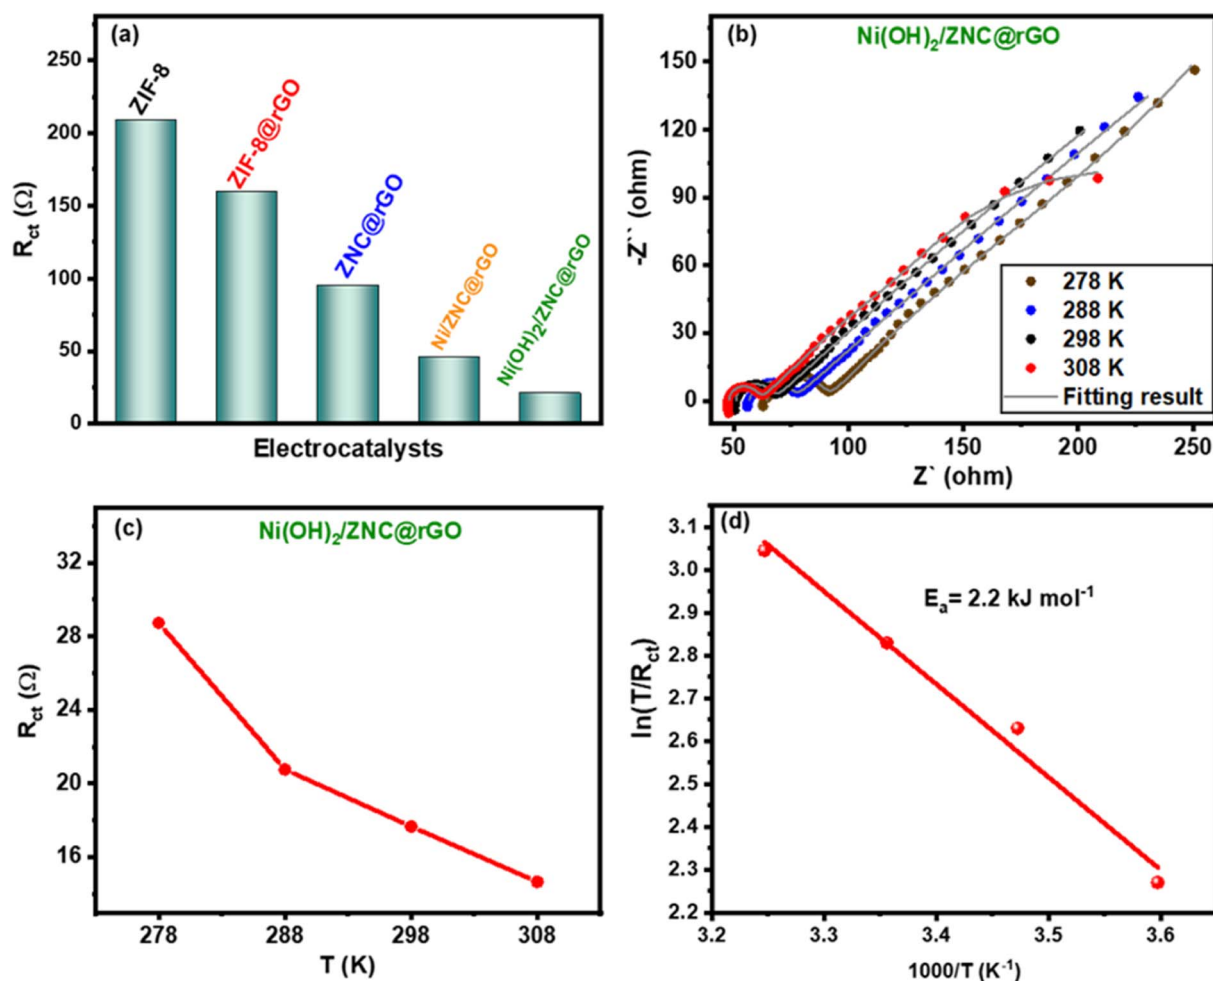 (a)
ZIF-8
ZIF-8@rGO
ZNC@rGO
Ni/ZNC@rGO
Ni(OH)₂/ZNC@rGO
250
200
150
100
50
0
R_ct (Ω)
Electrocatalysts
(b)
Ni(OH)₂/ZNC@rGO
150
120
90
60
30
0
-Z`` (ohm)
278 K
288 K
298 K
308 K
Fitting result
50 100 150 200 250
Z` (ohm)
(c)
Ni(OH)₂/ZNC@rGO
32
28
24
20
16
R_ct (Ω)
278 288 298 308
T (K)
(d)
E_a= 2.2 kJ mol⁻¹
3.1
3.0
2.9
2.8
2.7
2.6
2.5
2.4
2.3
2.2
ln(T/R_ct)
3.2 3.3 3.4 3.5 3.6
1000/T (K⁻¹)